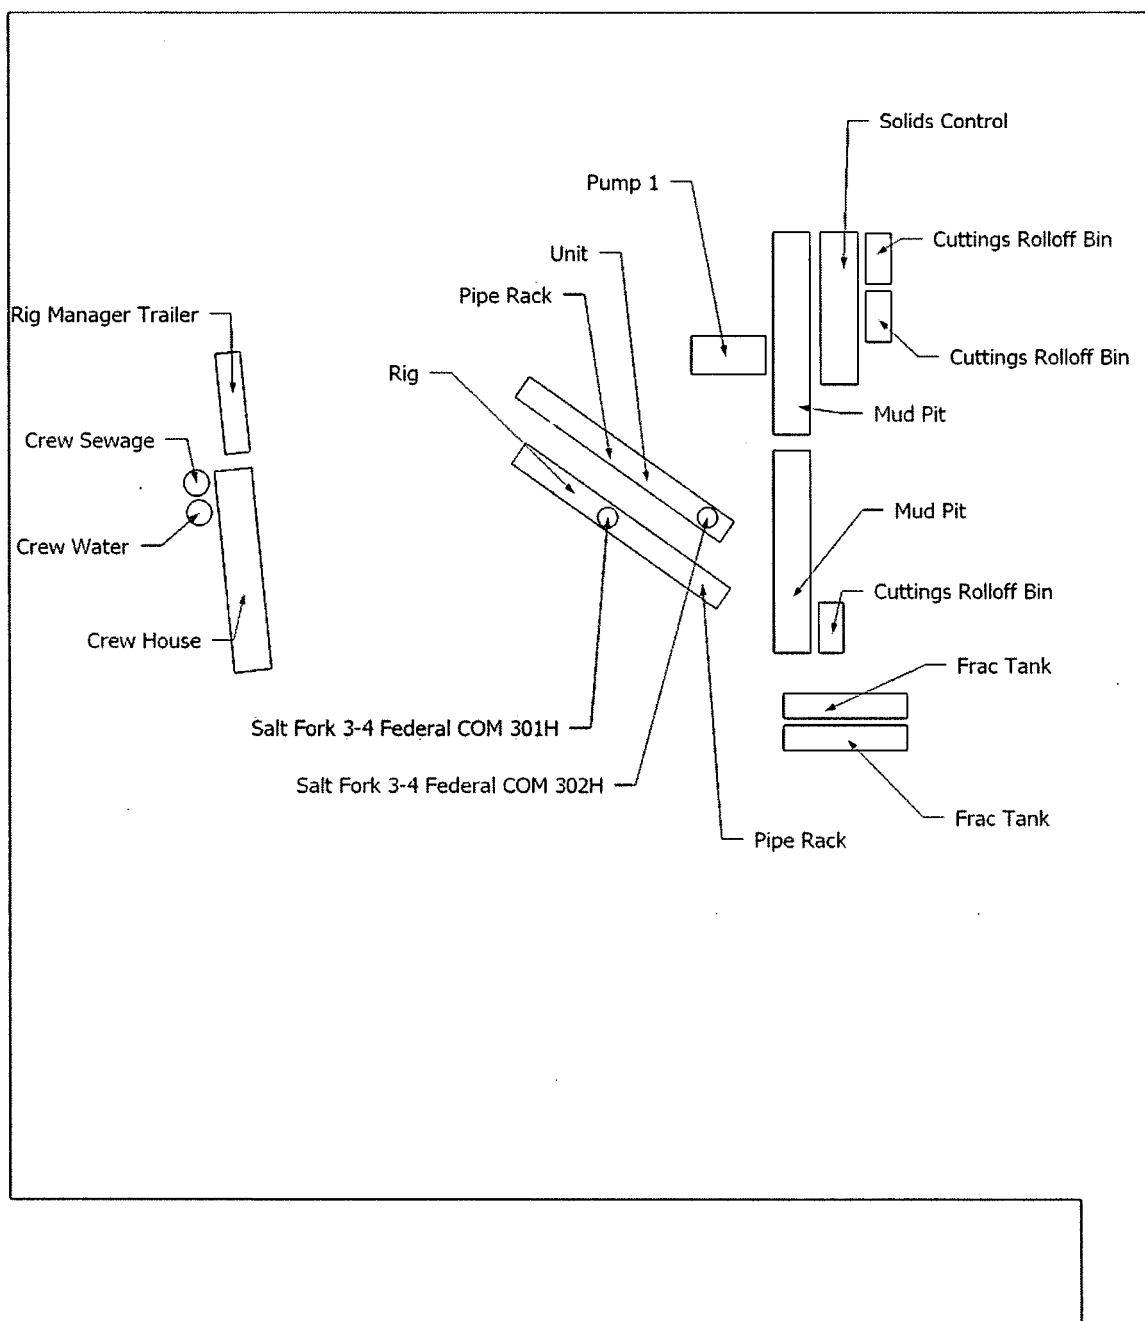 Solids Control
Pump 1
Cuttings Rolloff Bin
Unit
Pipe Rack
Rig Manager Trailer
Cuttings Rolloff Bin
Rig
Mud Pit
Crew Sewage
Mud Pit
Crew Water
Cuttings Rolloff Bin
Crew House
Frac Tank
Salt Fork 3-4 Federal COM 301H
Salt Fork 3-4 Federal COM 302H
Frac Tank
Pipe Rack